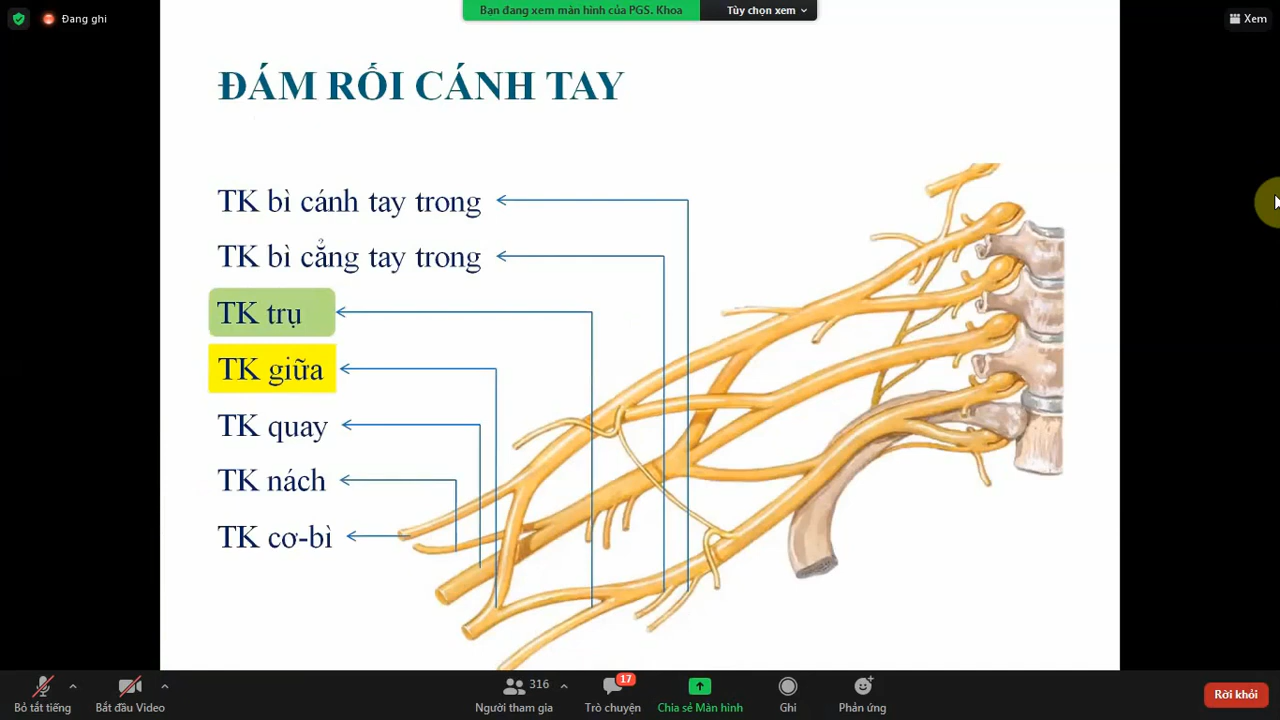 Đang ghi
Bạn đang xem màn hình của PGS. Khoa
Tùy chọn xem
Xem
ĐÁM RỐI CÁNH TAY
TK bì cánh tay trong
TK bì cẳng tay trong
TK trụ
TK giữa
TK quay
TK nách
TK cơ-bì
Bỏ tắt tiếng
Bắt đầu Video
316
Người tham gia
17
Trò chuyện
Chia sẻ Màn hình
Ghi
Phản ứng
Rời khỏi